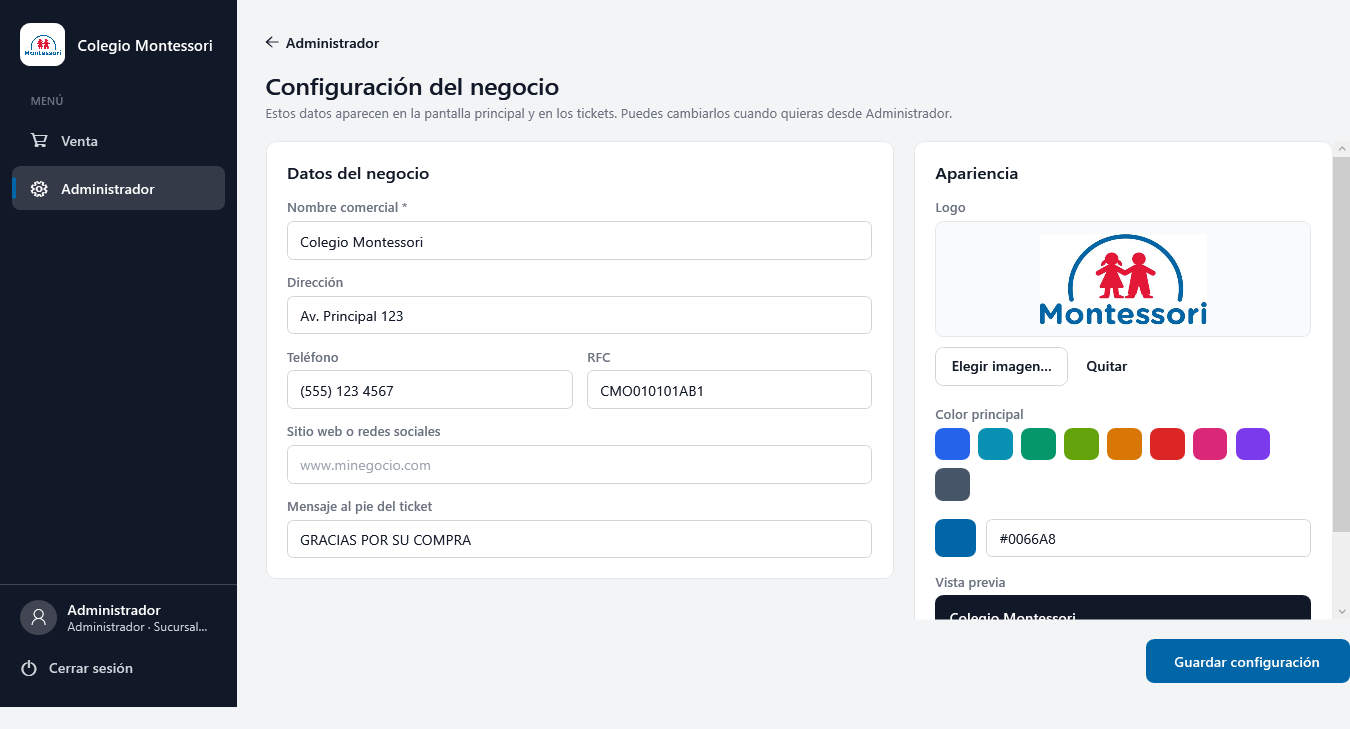 Montessori
Colegio Montessori
MENÚ
Venta
Administrador
Administrador
Administrador · Sucursal...
Cerrar sesión
← Administrador
Configuración del negocio
Estos datos aparecen en la pantalla principal y en los tickets. Puedes cambiarlos cuando quieras desde Administrador.
Datos del negocio
Nombre comercial *
Colegio Montessori
Dirección
Av. Principal 123
Teléfono
RFC
(555) 123 4567
CMO010101AB1
Sitio web o redes sociales
www.minegocio.com
Mensaje al pie del ticket
GRACIAS POR SU COMPRA
Apariencia
Logo
Montessori
Elegir imagen...
Quitar
Color principal
#0066A8
Vista previa
Colegio Montessori
Guardar configuración